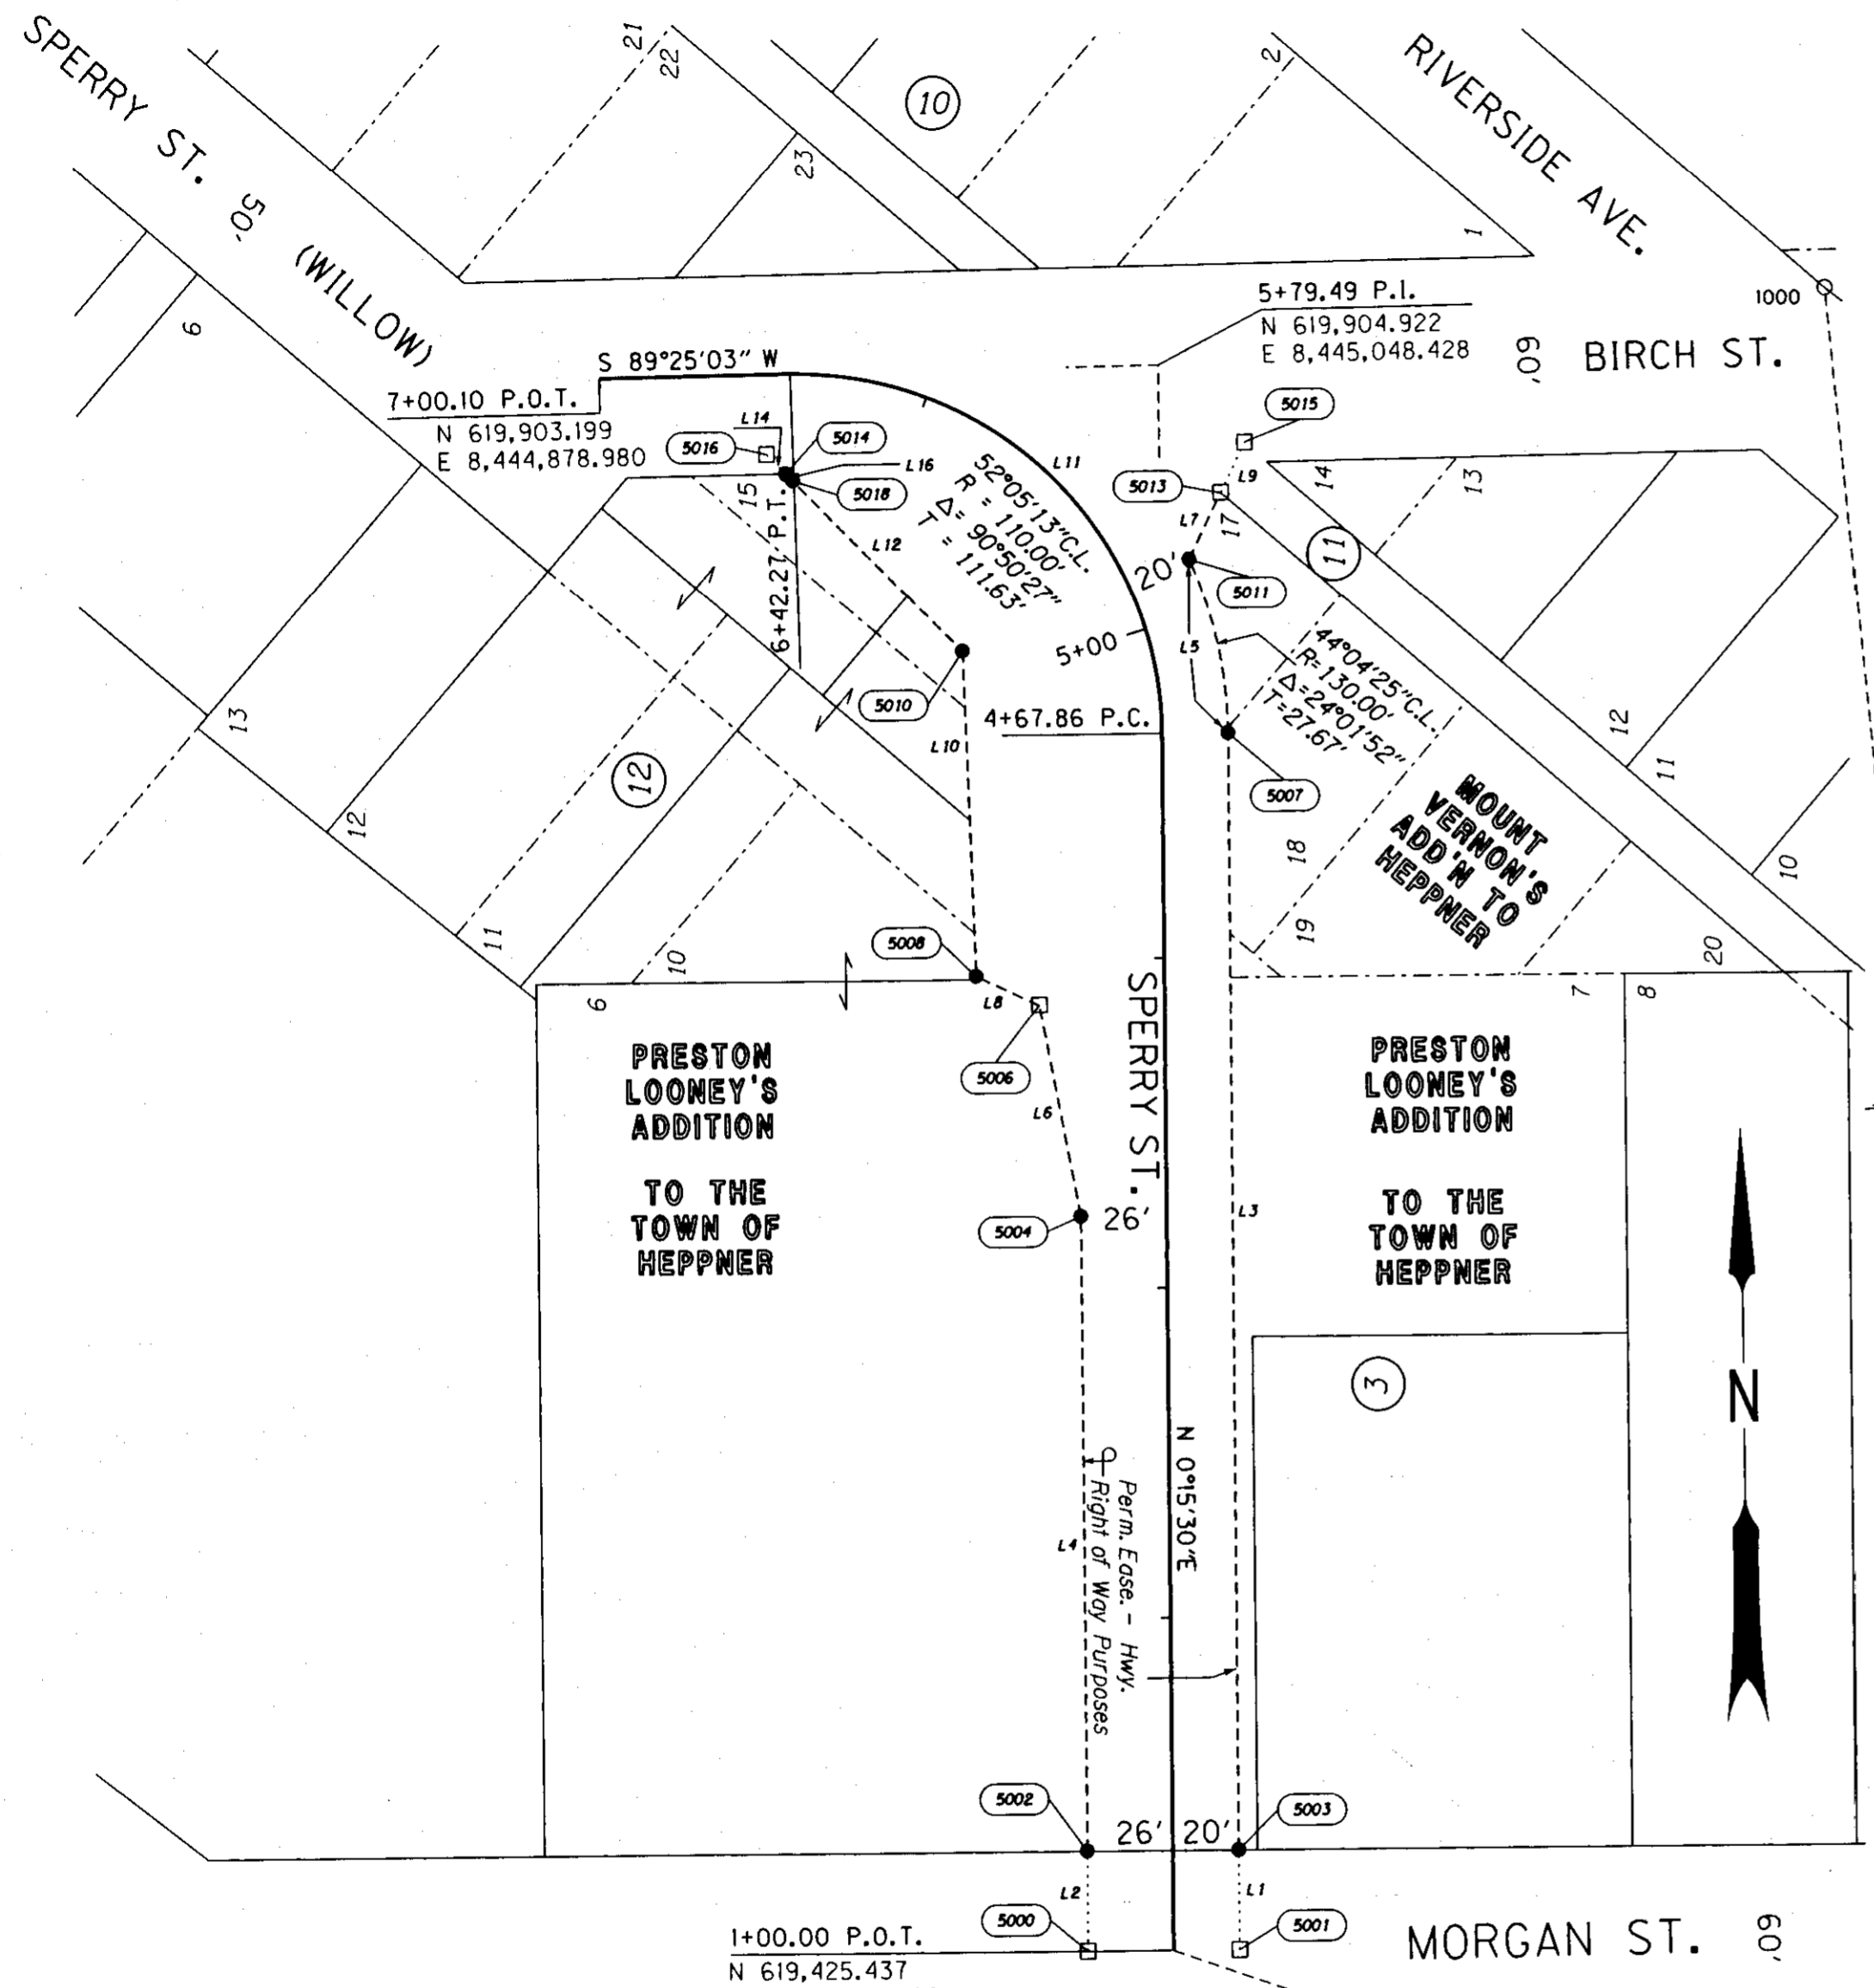 SPERRY ST. 50' (WILLOW)
21
22
23
10
2
1
RIVERSIDE AVE.
1000
5+79.49 P.I.
N 619,904.922
E 8,445,048.428
60' BIRCH ST.
S 89°25'03" W
7+00.10 P.O.T.
N 619,903.199
E 8,444,878.980
L14
5016
5014
L16
5018
15
6+42.27 P.T.
L12
52°05'13"C.L.
R = 110.00'
Δ= 90°50'27"
T = 111.63'
L11
5015
5013
L9
L7
17
14
13
11
20'
5011
5+00
L5
44°04'25"C.L.
R=130.00'
Δ=24°01'52"
T=27.67'
5010
4+67.86 P.C.
L10
5007
12
11
10
6
13
12
12
11
10
18
19
20
MOUNT
VERNON'S
ADD'N TO
HEPPNER
5008
L8
5006
L6
6
7
8
PRESTON
LOONEY'S
ADDITION
TO THE
TOWN OF
HEPPNER
SPERRY ST.
PRESTON
LOONEY'S
ADDITION
TO THE
TOWN OF
HEPPNER
5004
26'
L3
3
N
N 0°15'30"E
Perm. Ease. - Hwy.
Right of Way Purposes
L4
5002
26'
20'
5003
L2
L1
5000
5001
1+00.00 P.O.T.
N 619,425.437
MORGAN ST. 60'